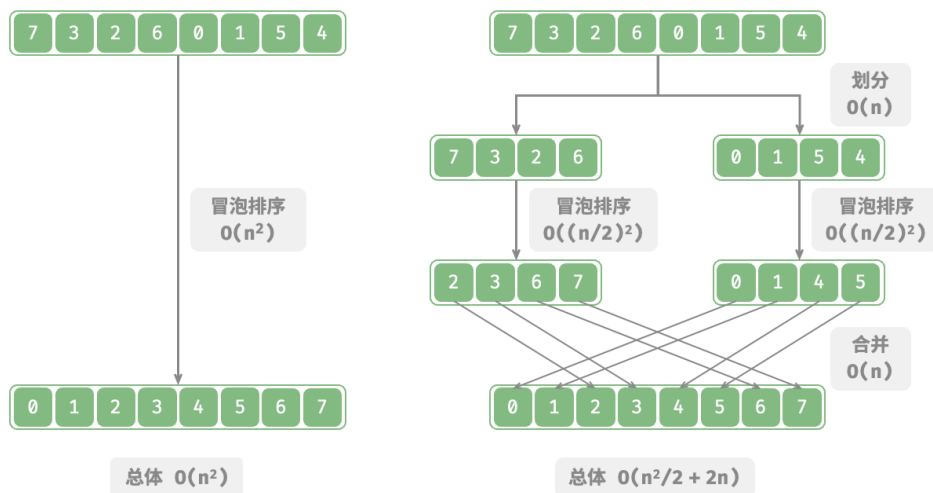 7 3 2 6 0 1 5 4
冒泡排序
O(n²)
0 1 2 3 4 5 6 7
总体 O(n²)
7 3 2 6 0 1 5 4
划分
O(n)
7 3 2 6
0 1 5 4
冒泡排序
O((n/2)²)
冒泡排序
O((n/2)²)
2 3 6 7
0 1 4 5
合并
O(n)
0 1 2 3 4 5 6 7
总体 O(n²/2 + 2n)